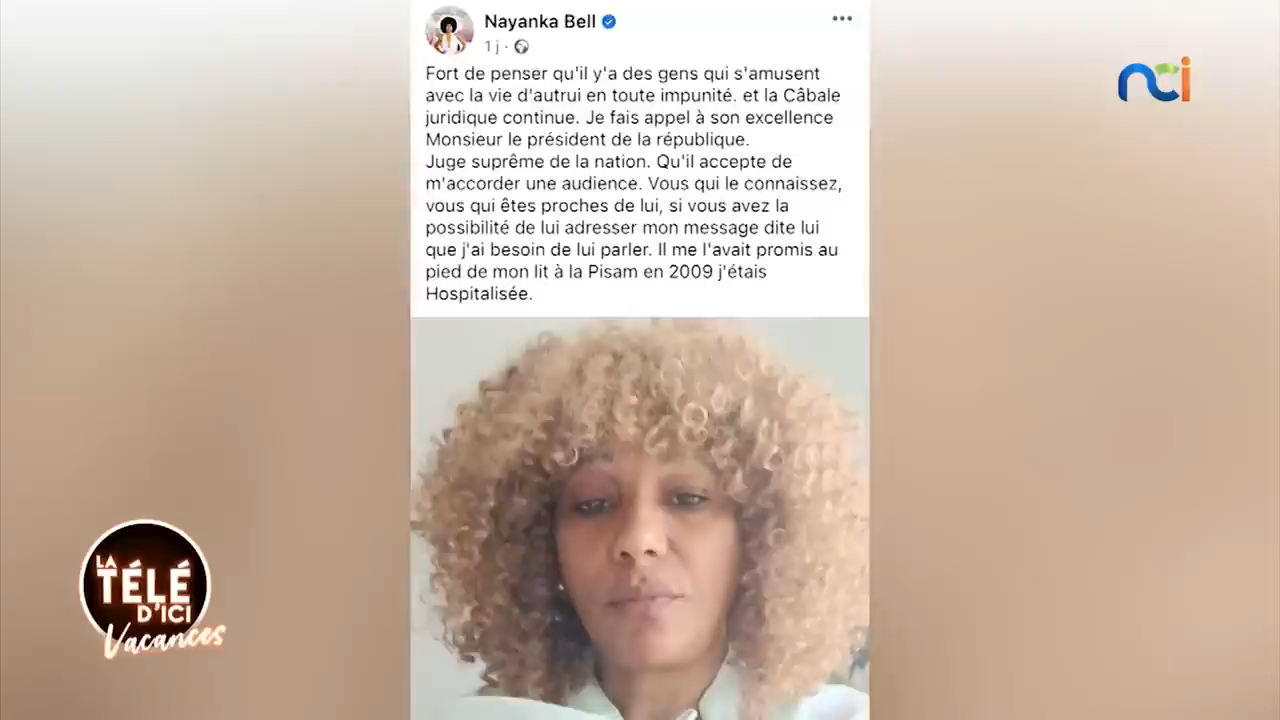 Nayanka Bell
1 j
Fort de penser qu'il y'a des gens qui s'amusent
avec la vie d'autrui en toute impunité. et la Câbale
juridique continue. Je fais appel à son excellence
Monsieur le président de la république.
Juge suprême de la nation. Qu'il accepte de
m'accorder une audience. Vous qui le connaissez,
vous qui êtes proches de lui, si vous avez la
possibilité de lui adresser mon message dite lui
que j'ai besoin de lui parler. Il me l'avait promis au
pied de mon lit à la Pisam en 2009 j'étais
Hospitalisée.
nci
LA
TÉLÉ
D'ICI
Vacances